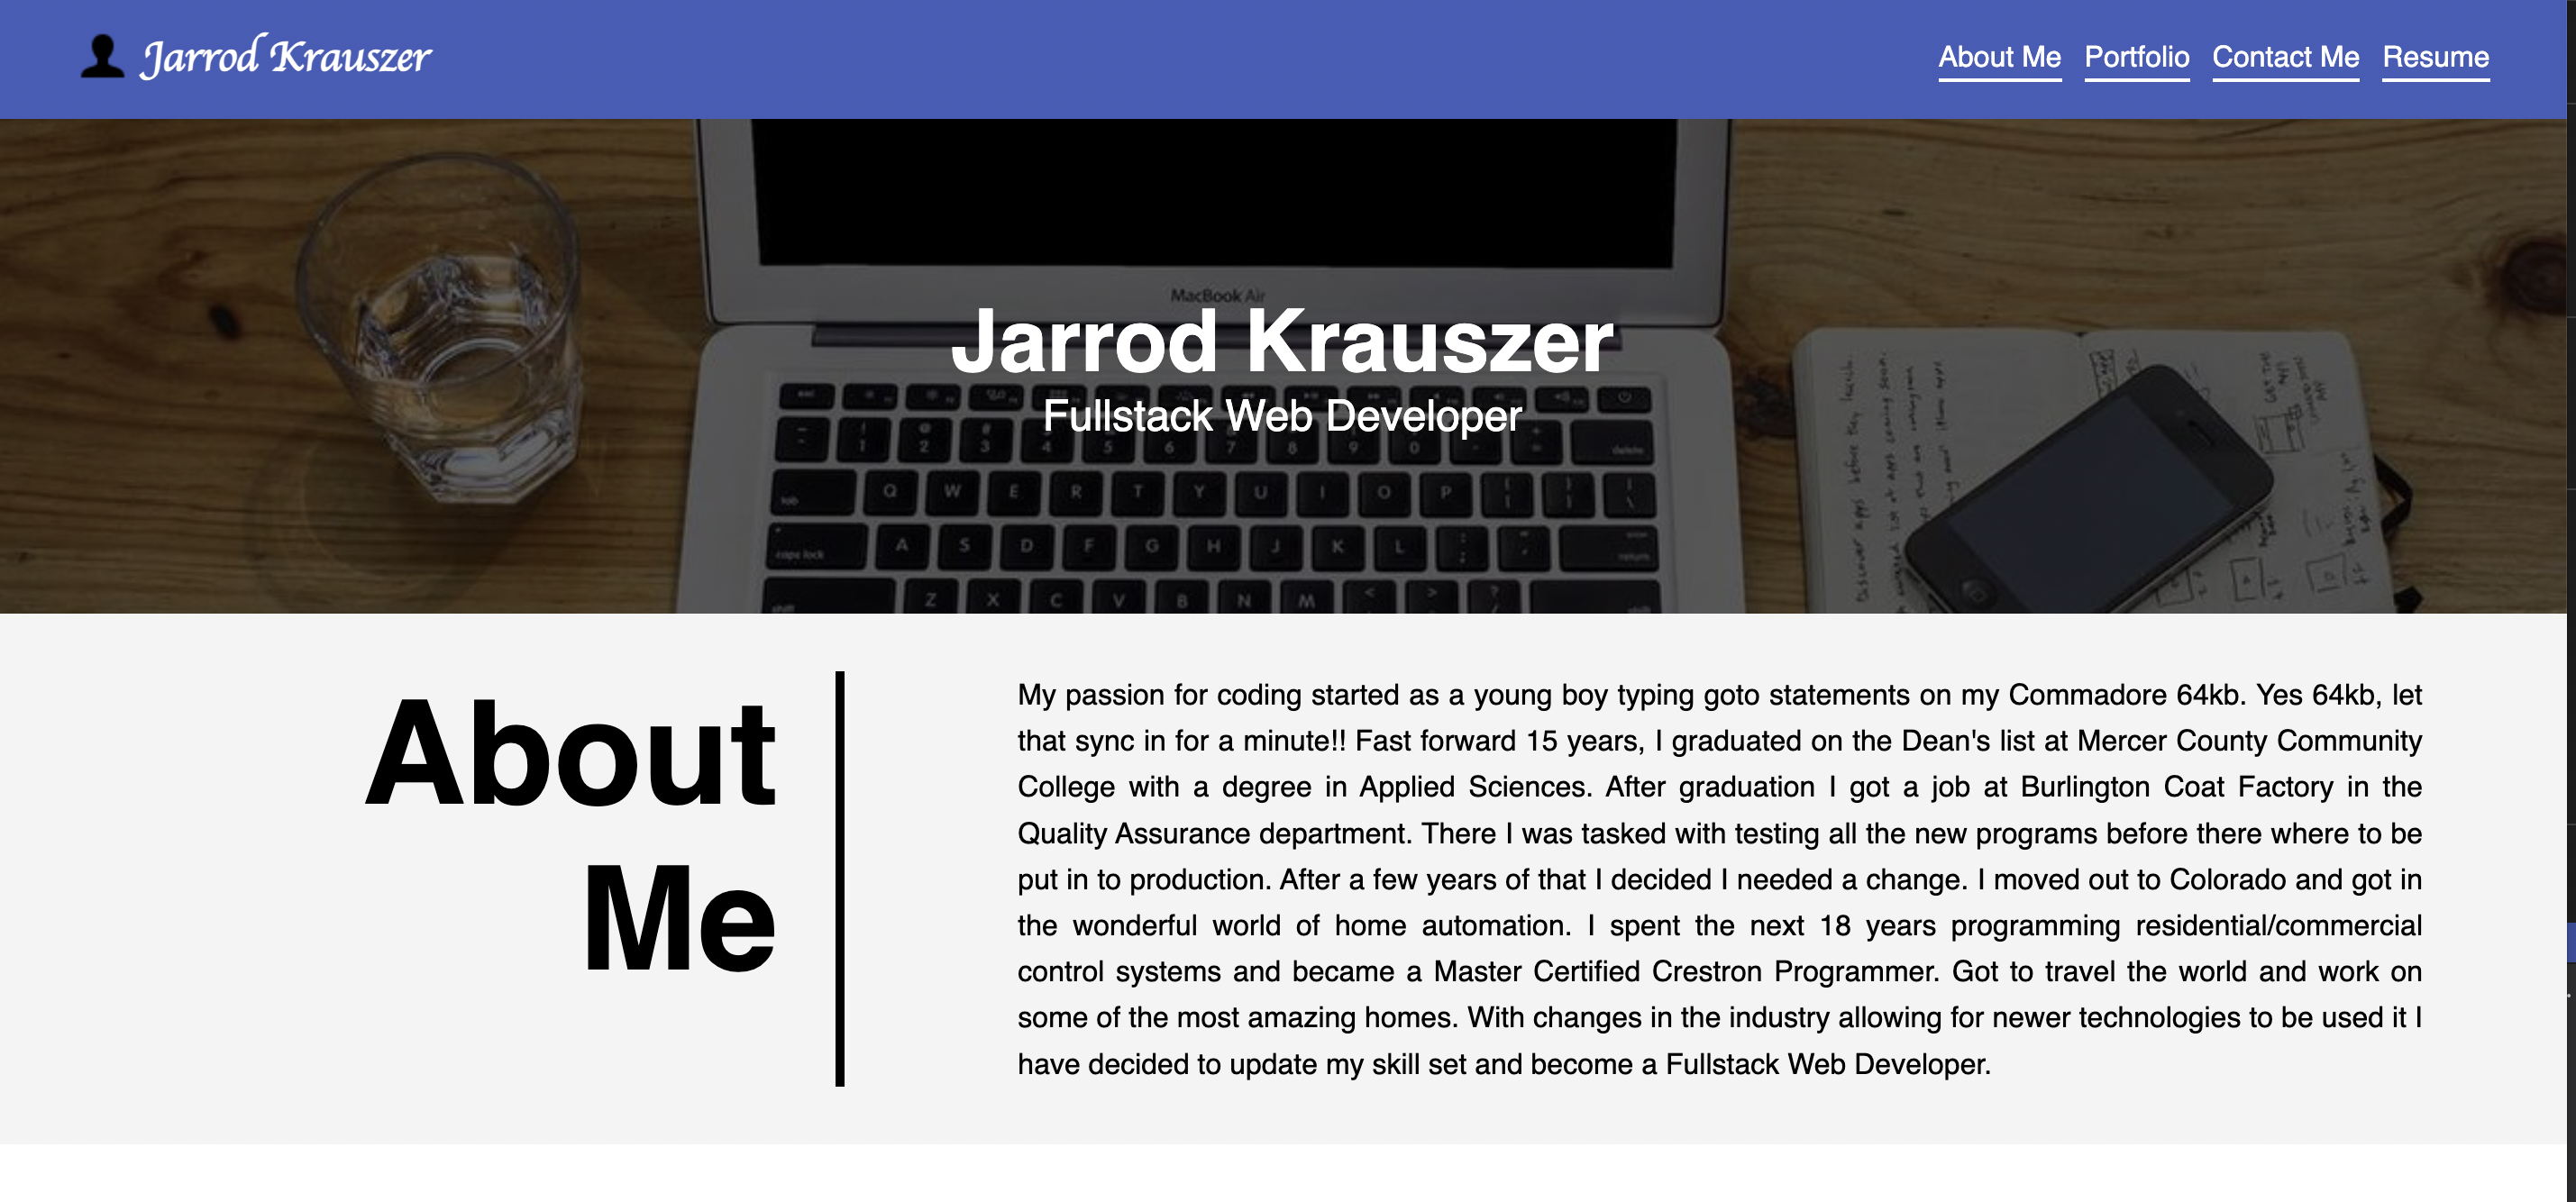 Jarrod Krauszer
About Me Portfolio Contact Me Resume
MacBook Air
Jarrod Krauszer
Fullstack Web Developer
delete
tab Q W E R T Y U I O P
caps lock A S D F G H J K L return
shift Z X C V B N M shift
About
Me
My passion for coding started as a young boy typing goto statements on my Commadore 64kb. Yes 64kb, let
that sync in for a minute!! Fast forward 15 years, I graduated on the Dean's list at Mercer County Community
College with a degree in Applied Sciences. After graduation I got a job at Burlington Coat Factory in the
Quality Assurance department. There I was tasked with testing all the new programs before there where to be
put in to production. After a few years of that I decided I needed a change. I moved out to Colorado and got in
the wonderful world of home automation. I spent the next 18 years programming residential/commercial
control systems and became a Master Certified Crestron Programmer. Got to travel the world and work on
some of the most amazing homes. With changes in the industry allowing for newer technologies to be used it I
have decided to update my skill set and become a Fullstack Web Developer.